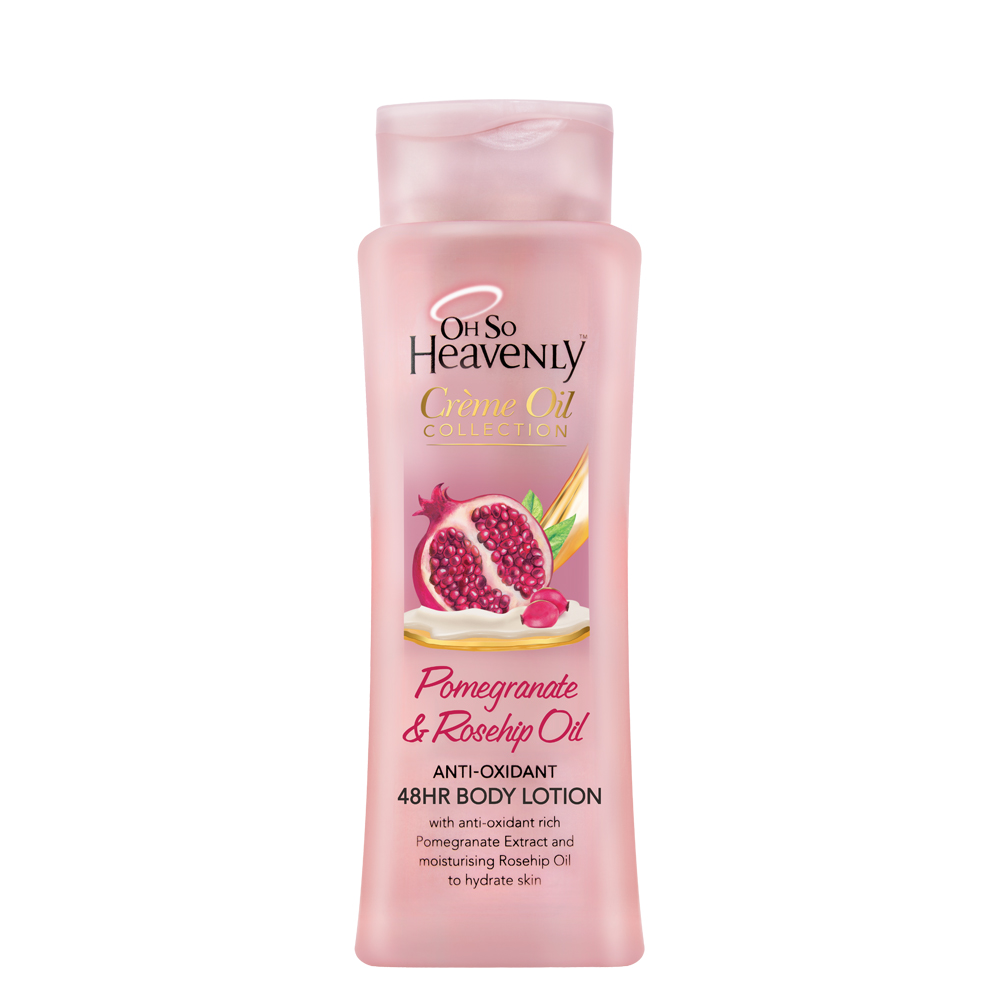 OH SO
HEAVENLY™
Crème Oil
COLLECTION
Pomegranate
& Rosehip Oil
ANTI-OXIDANT
48HR BODY LOTION
with anti-oxidant rich
Pomegranate Extract and
moisturising Rosehip Oil
to hydrate skin